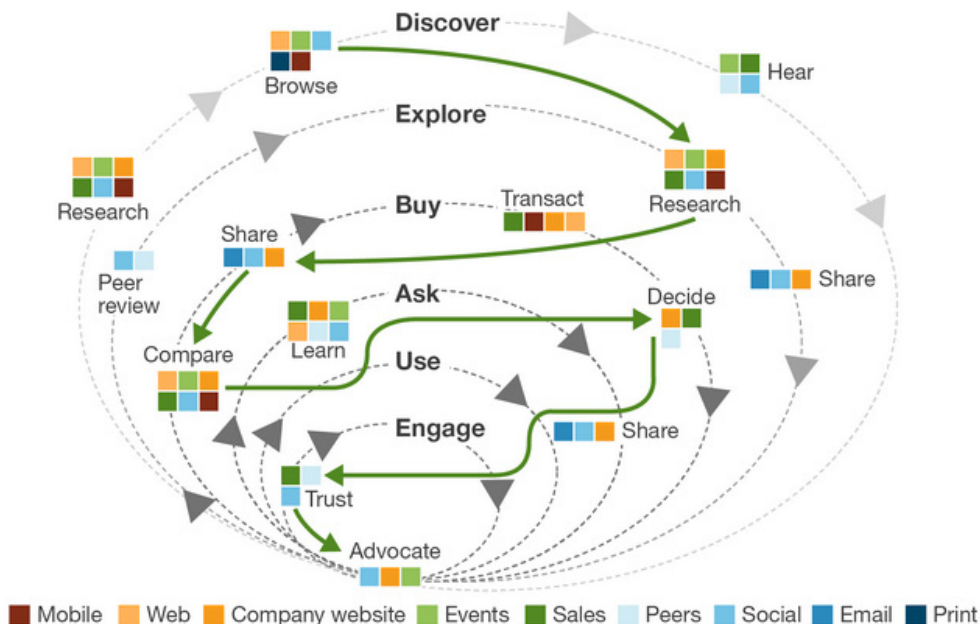 Discover
Browse
Hear
Explore
Research
Research
Buy
Transact
Share
Peer
review
Share
Ask
Decide
Learn
Compare
Use
Engage
Share
Trust
Advocate
Mobile Web Company website Events Sales Peers Social Email Print